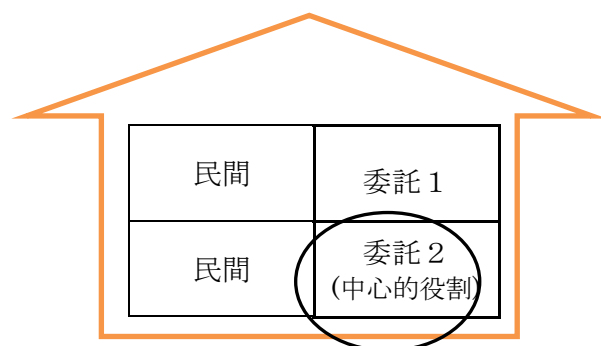 民間
委託１
民間
委託２
(中心的役割)